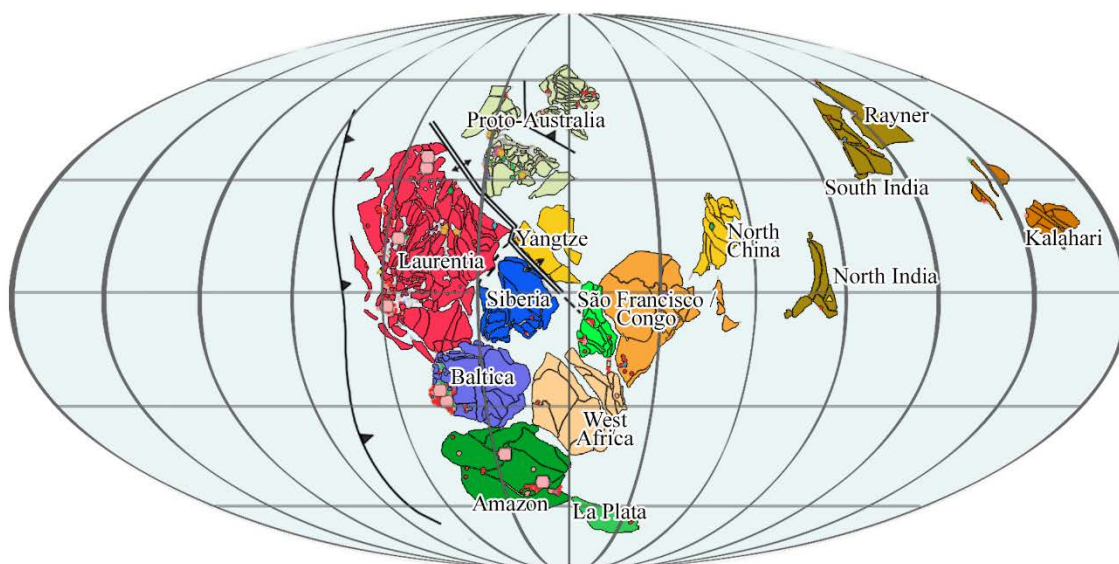 Proto-Australia
Rayner
South India
Kalahari
North
China
North India
Yangtze
Laurentia
Siberia
São Francisco /
Congo
Baltica
West
Africa
Amazon
La Plata